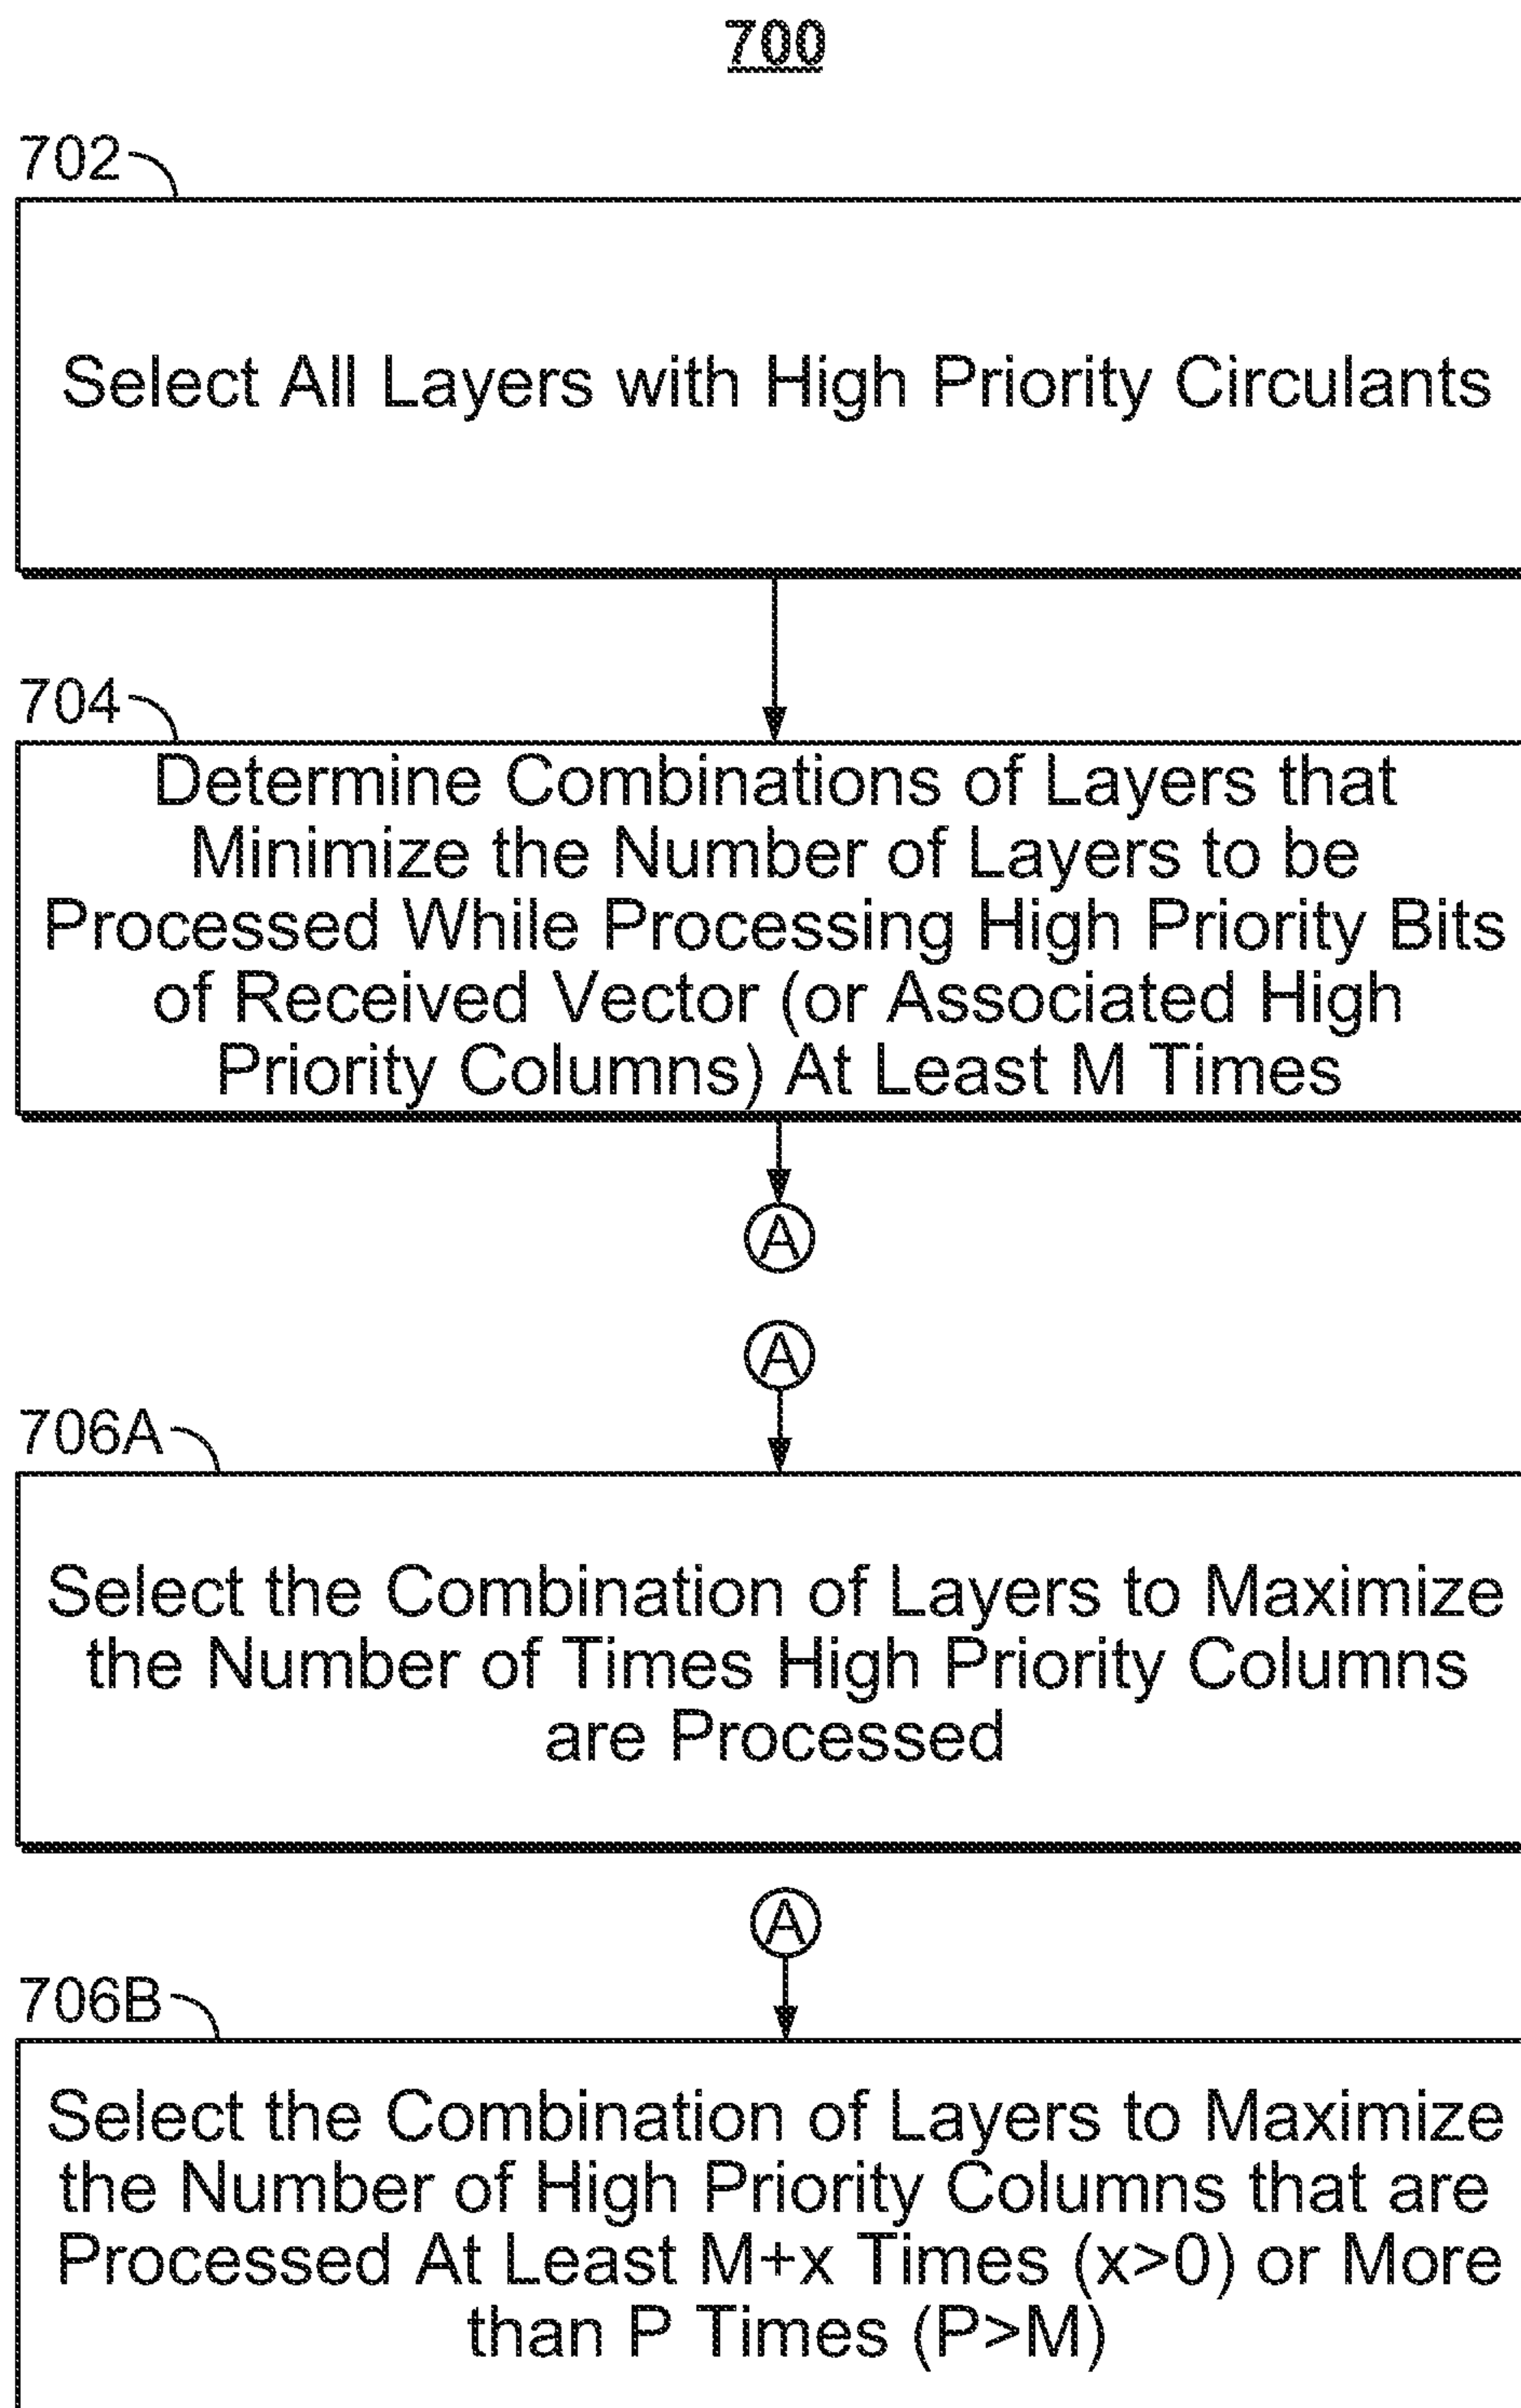 700
702
Select All Layers with High Priority Circulants
704
Determine Combinations of Layers that
Minimize the Number of Layers to be
Processed While Processing High Priority Bits
of Received Vector (or Associated High
Priority Columns) At Least M Times
A
A
706A
Select the Combination of Layers to Maximize
the Number of Times High Priority Columns
are Processed
A
706B
Select the Combination of Layers to Maximize
the Number of High Priority Columns that are
Processed At Least M+x Times (x>0) or More
than P Times (P>M)